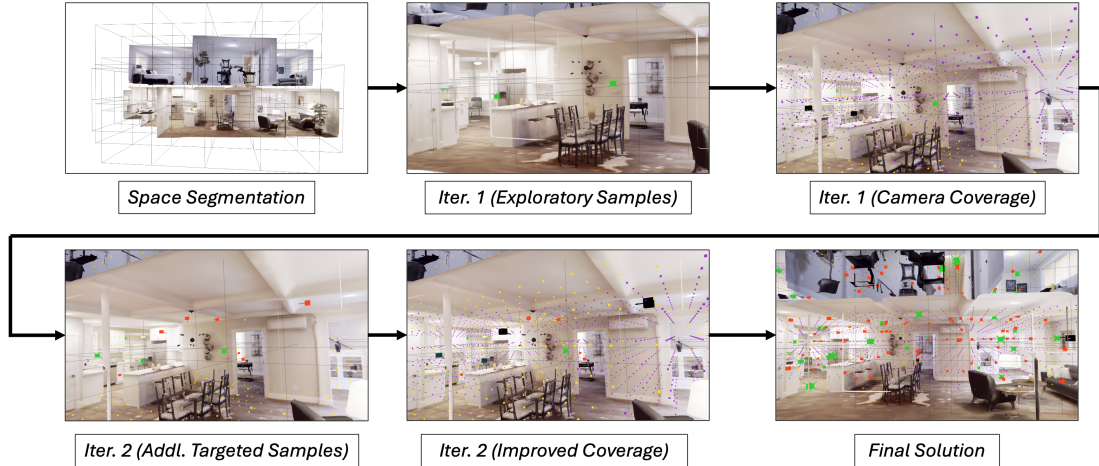 Space Segmentation
Iter. 1 (Exploratory Samples)
Iter. 1 (Camera Coverage)
Iter. 2 (Addl. Targeted Samples)
Iter. 2 (Improved Coverage)
Final Solution